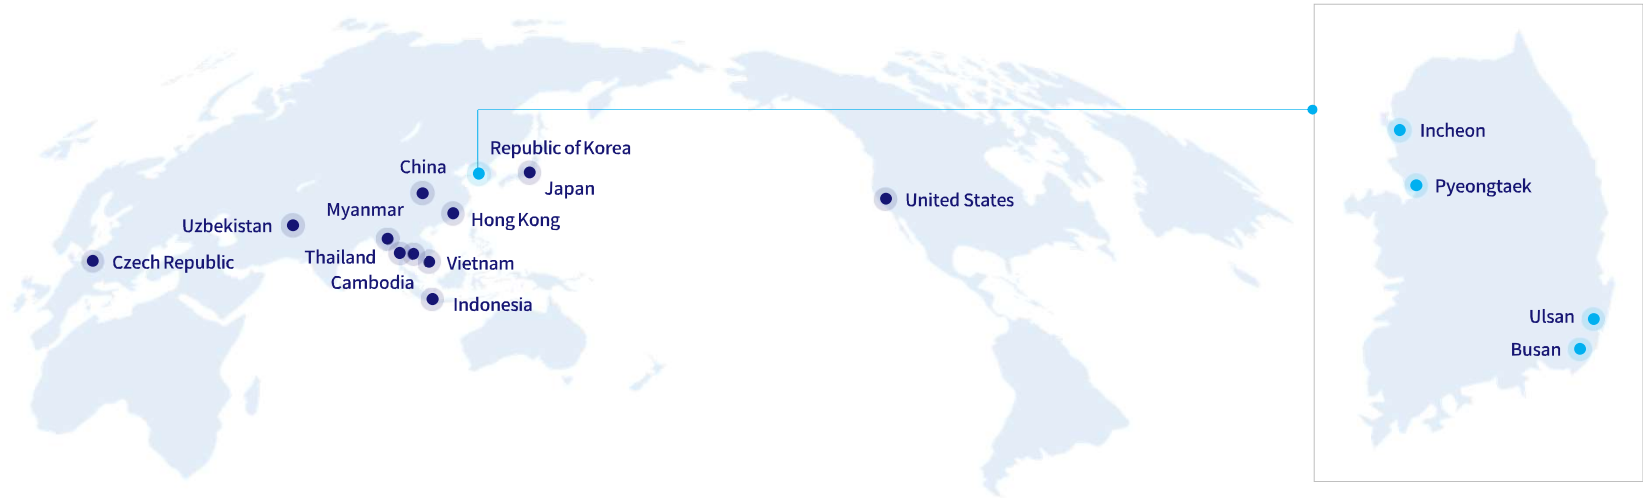 Republic of Korea
China
Japan
Myanmar
Hong Kong
Uzbekistan
Thailand
Czech Republic
Vietnam
Cambodia
Indonesia
United States
Incheon
Pyeongtaek
Ulsan
Busan